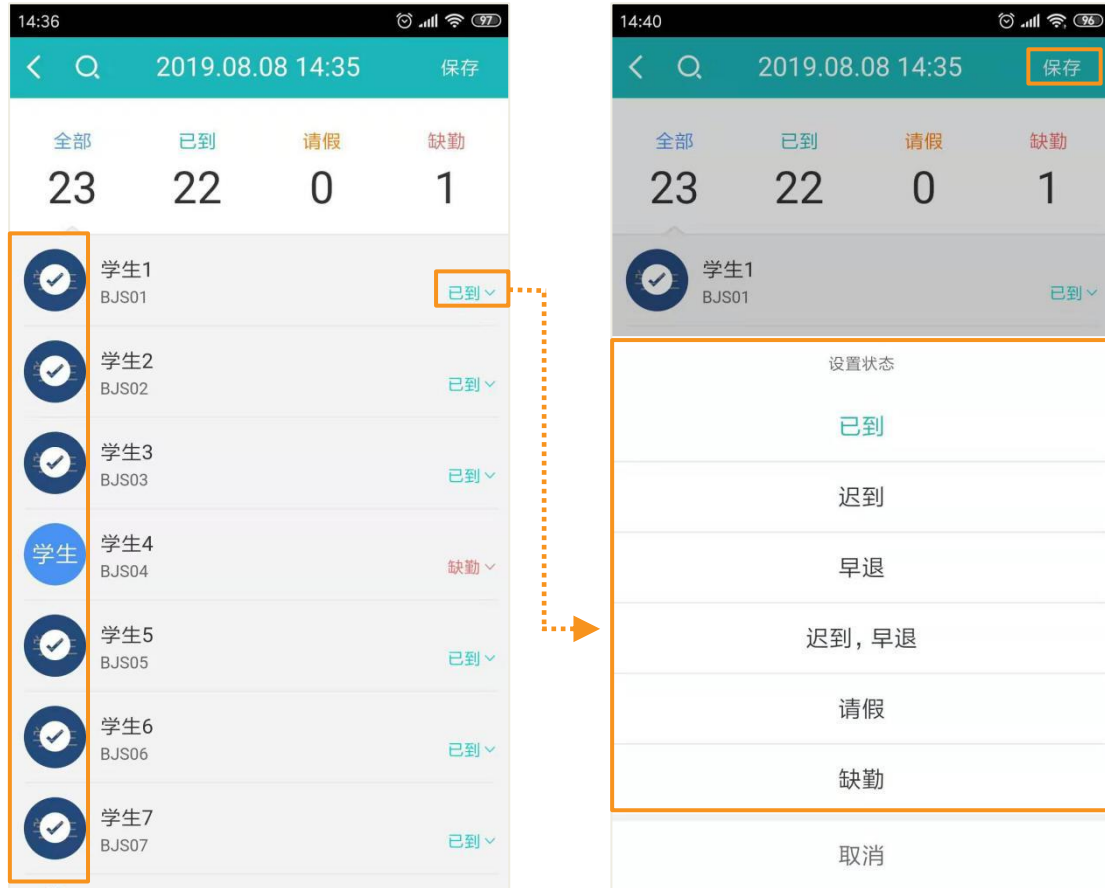 14:36
97
2019.08.08 14:35
保存
全部
已到
请假
缺勤
23
22
0
1
学生1
BJS01
已到
学生2
BJS02
已到
学生3
BJS03
已到
学生
学生4
BJS04
缺勤
学生5
BJS05
已到
学生6
BJS06
已到
学生7
BJS07
已到
14:40
96
2019.08.08 14:35
保存
全部
已到
请假
缺勤
23
22
0
1
学生1
BJS01
已到
设置状态
已到
迟到
早退
迟到, 早退
请假
缺勤
取消